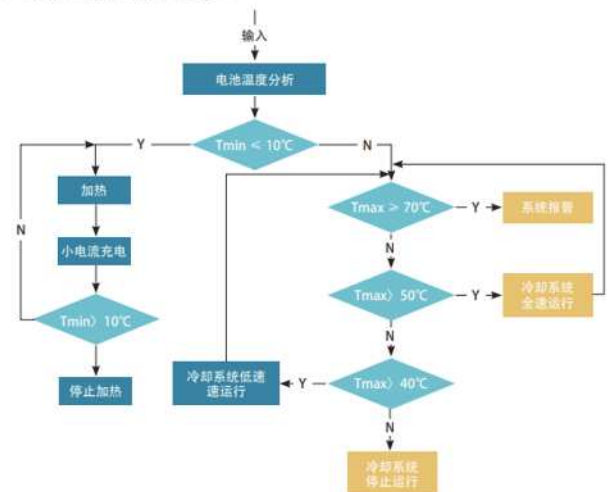 输入
电池温度分析
Tmin < 10℃
Y
N
加热
小电流充电
Tmin〉10℃
N
停止加热
Tmax > 70℃
Y
系统报警
N
Tmax〉50℃
Y
冷却系统
全速运行
N
Tmax〉40℃
Y
冷却系统低速
速运行
N
冷却系统
停止运行